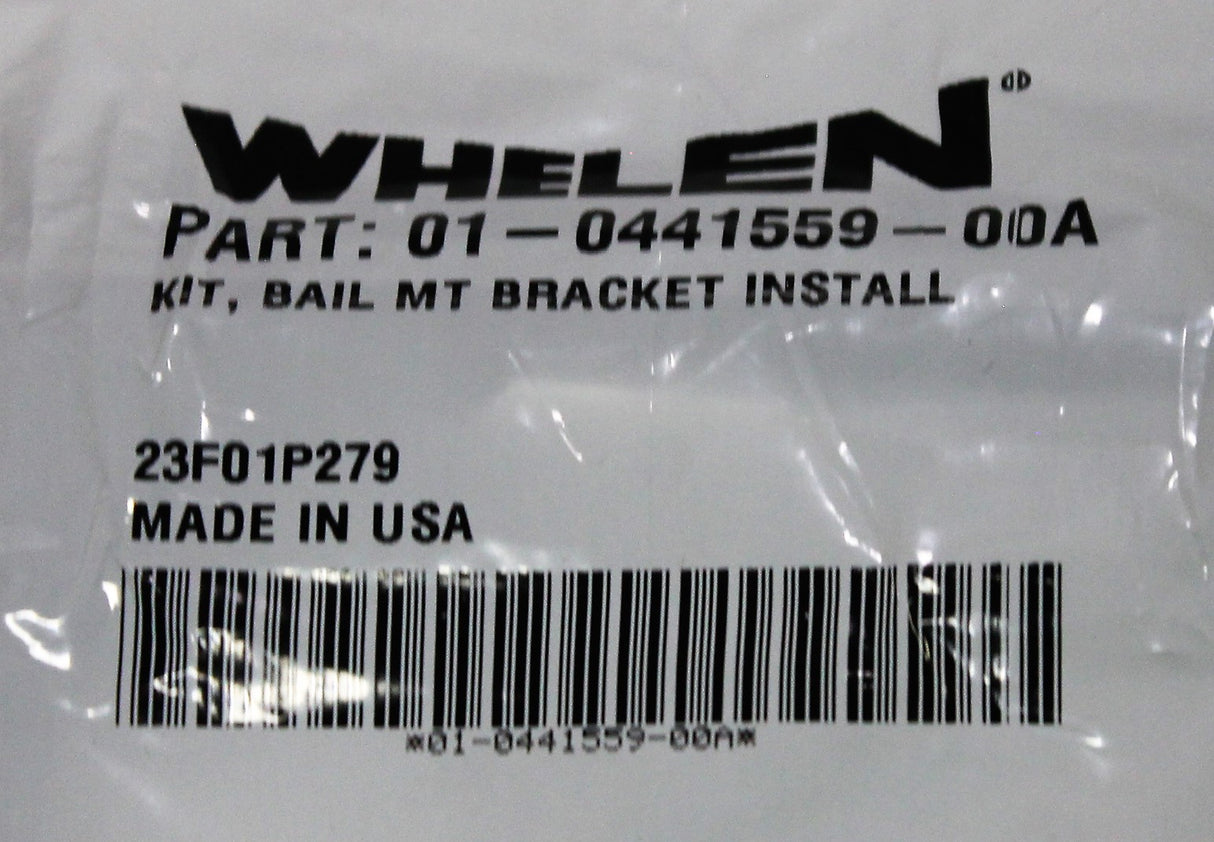 WHELEN®
PART: 01-0441559-00A
KIT, BAIL MT BRACKET INSTALL
23F01P279
MADE IN USA
*01-0441559-00A*